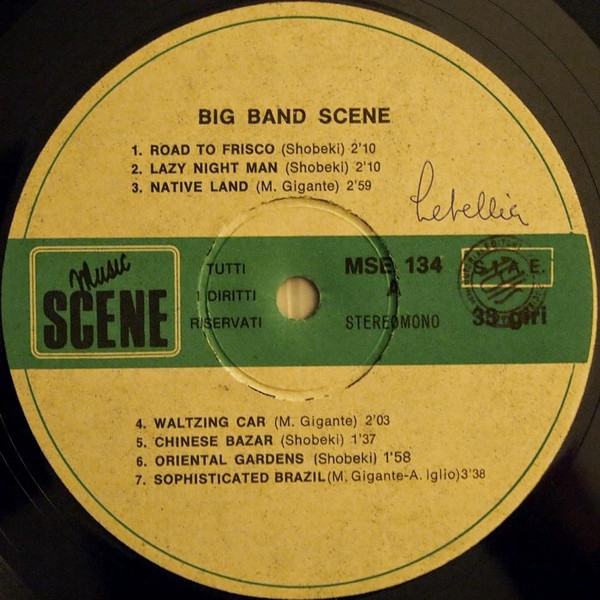 BIG BAND SCENE
1. ROAD TO FRISCO (Shobeki) 2'10
2. LAZY NIGHT MAN (Shobeki) 2'10
3. NATIVE LAND (M. Gigante) 2'59
Music
SCENE
TUTTI
I DIRITTI
RISERVATI
MSE 134
A
STEREOMONO
S.I.A.E.
33 giri
4. WALTZING CAR (M. Gigante) 2'03
5. CHINESE BAZAR (Shobeki) 1'37
6. ORIENTAL GARDENS (Shobeki) 1'58
7. SOPHISTICATED BRAZIL (M. Gigante-A. Iglio) 3'38